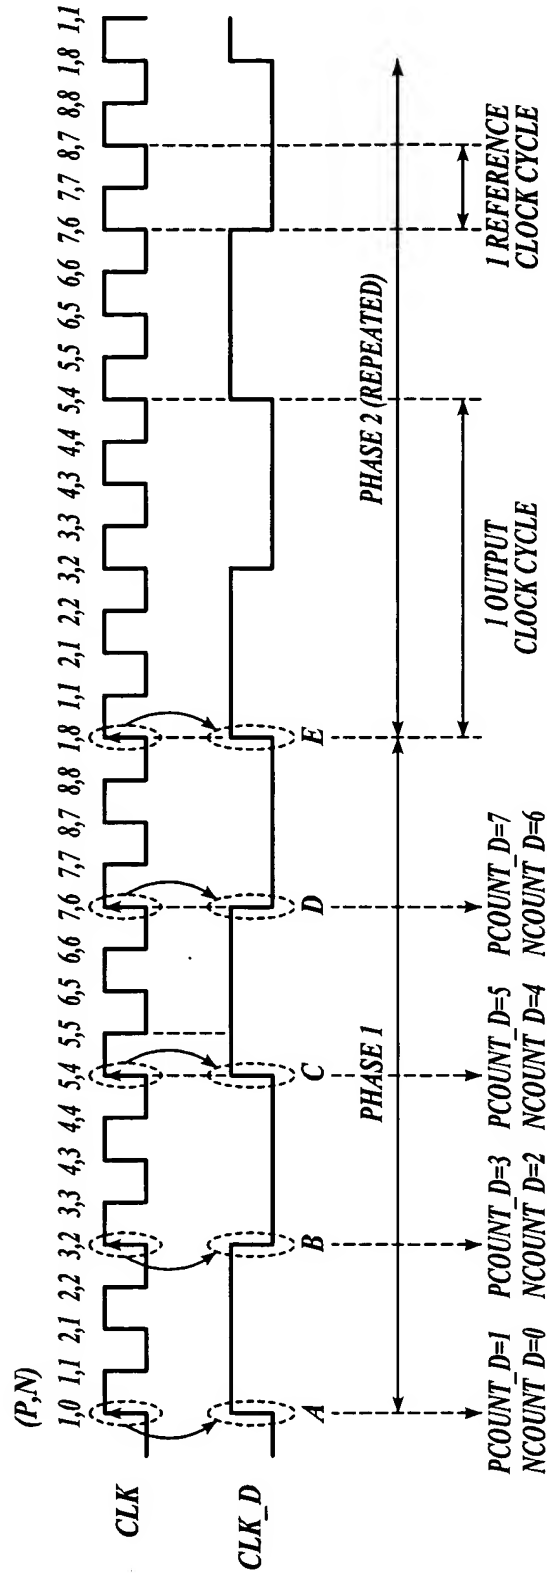 (P,N)
1,0 1,1 2,1 2,2 3,2 3,3 4,3 4,4 5,4 5,5 6,5 6,6 7,6 7,7 8,7 8,8 1,8 1,1 2,1 2,2 3,2 3,3 4,3 4,4 5,4 5,5 6,5 6,6 7,6 7,7 8,7 8,8 1,8 1,1
CLK
CLK_D
A B C D E
PHASE 1 PHASE 2 (REPEATED)
PCOUNT_D=1
NCOUNT_D=0
PCOUNT_D=3
NCOUNT_D=2
PCOUNT_D=5
NCOUNT_D=4
PCOUNT_D=7
NCOUNT_D=6
1 OUTPUT
CLOCK CYCLE
1 REFERENCE
CLOCK CYCLE